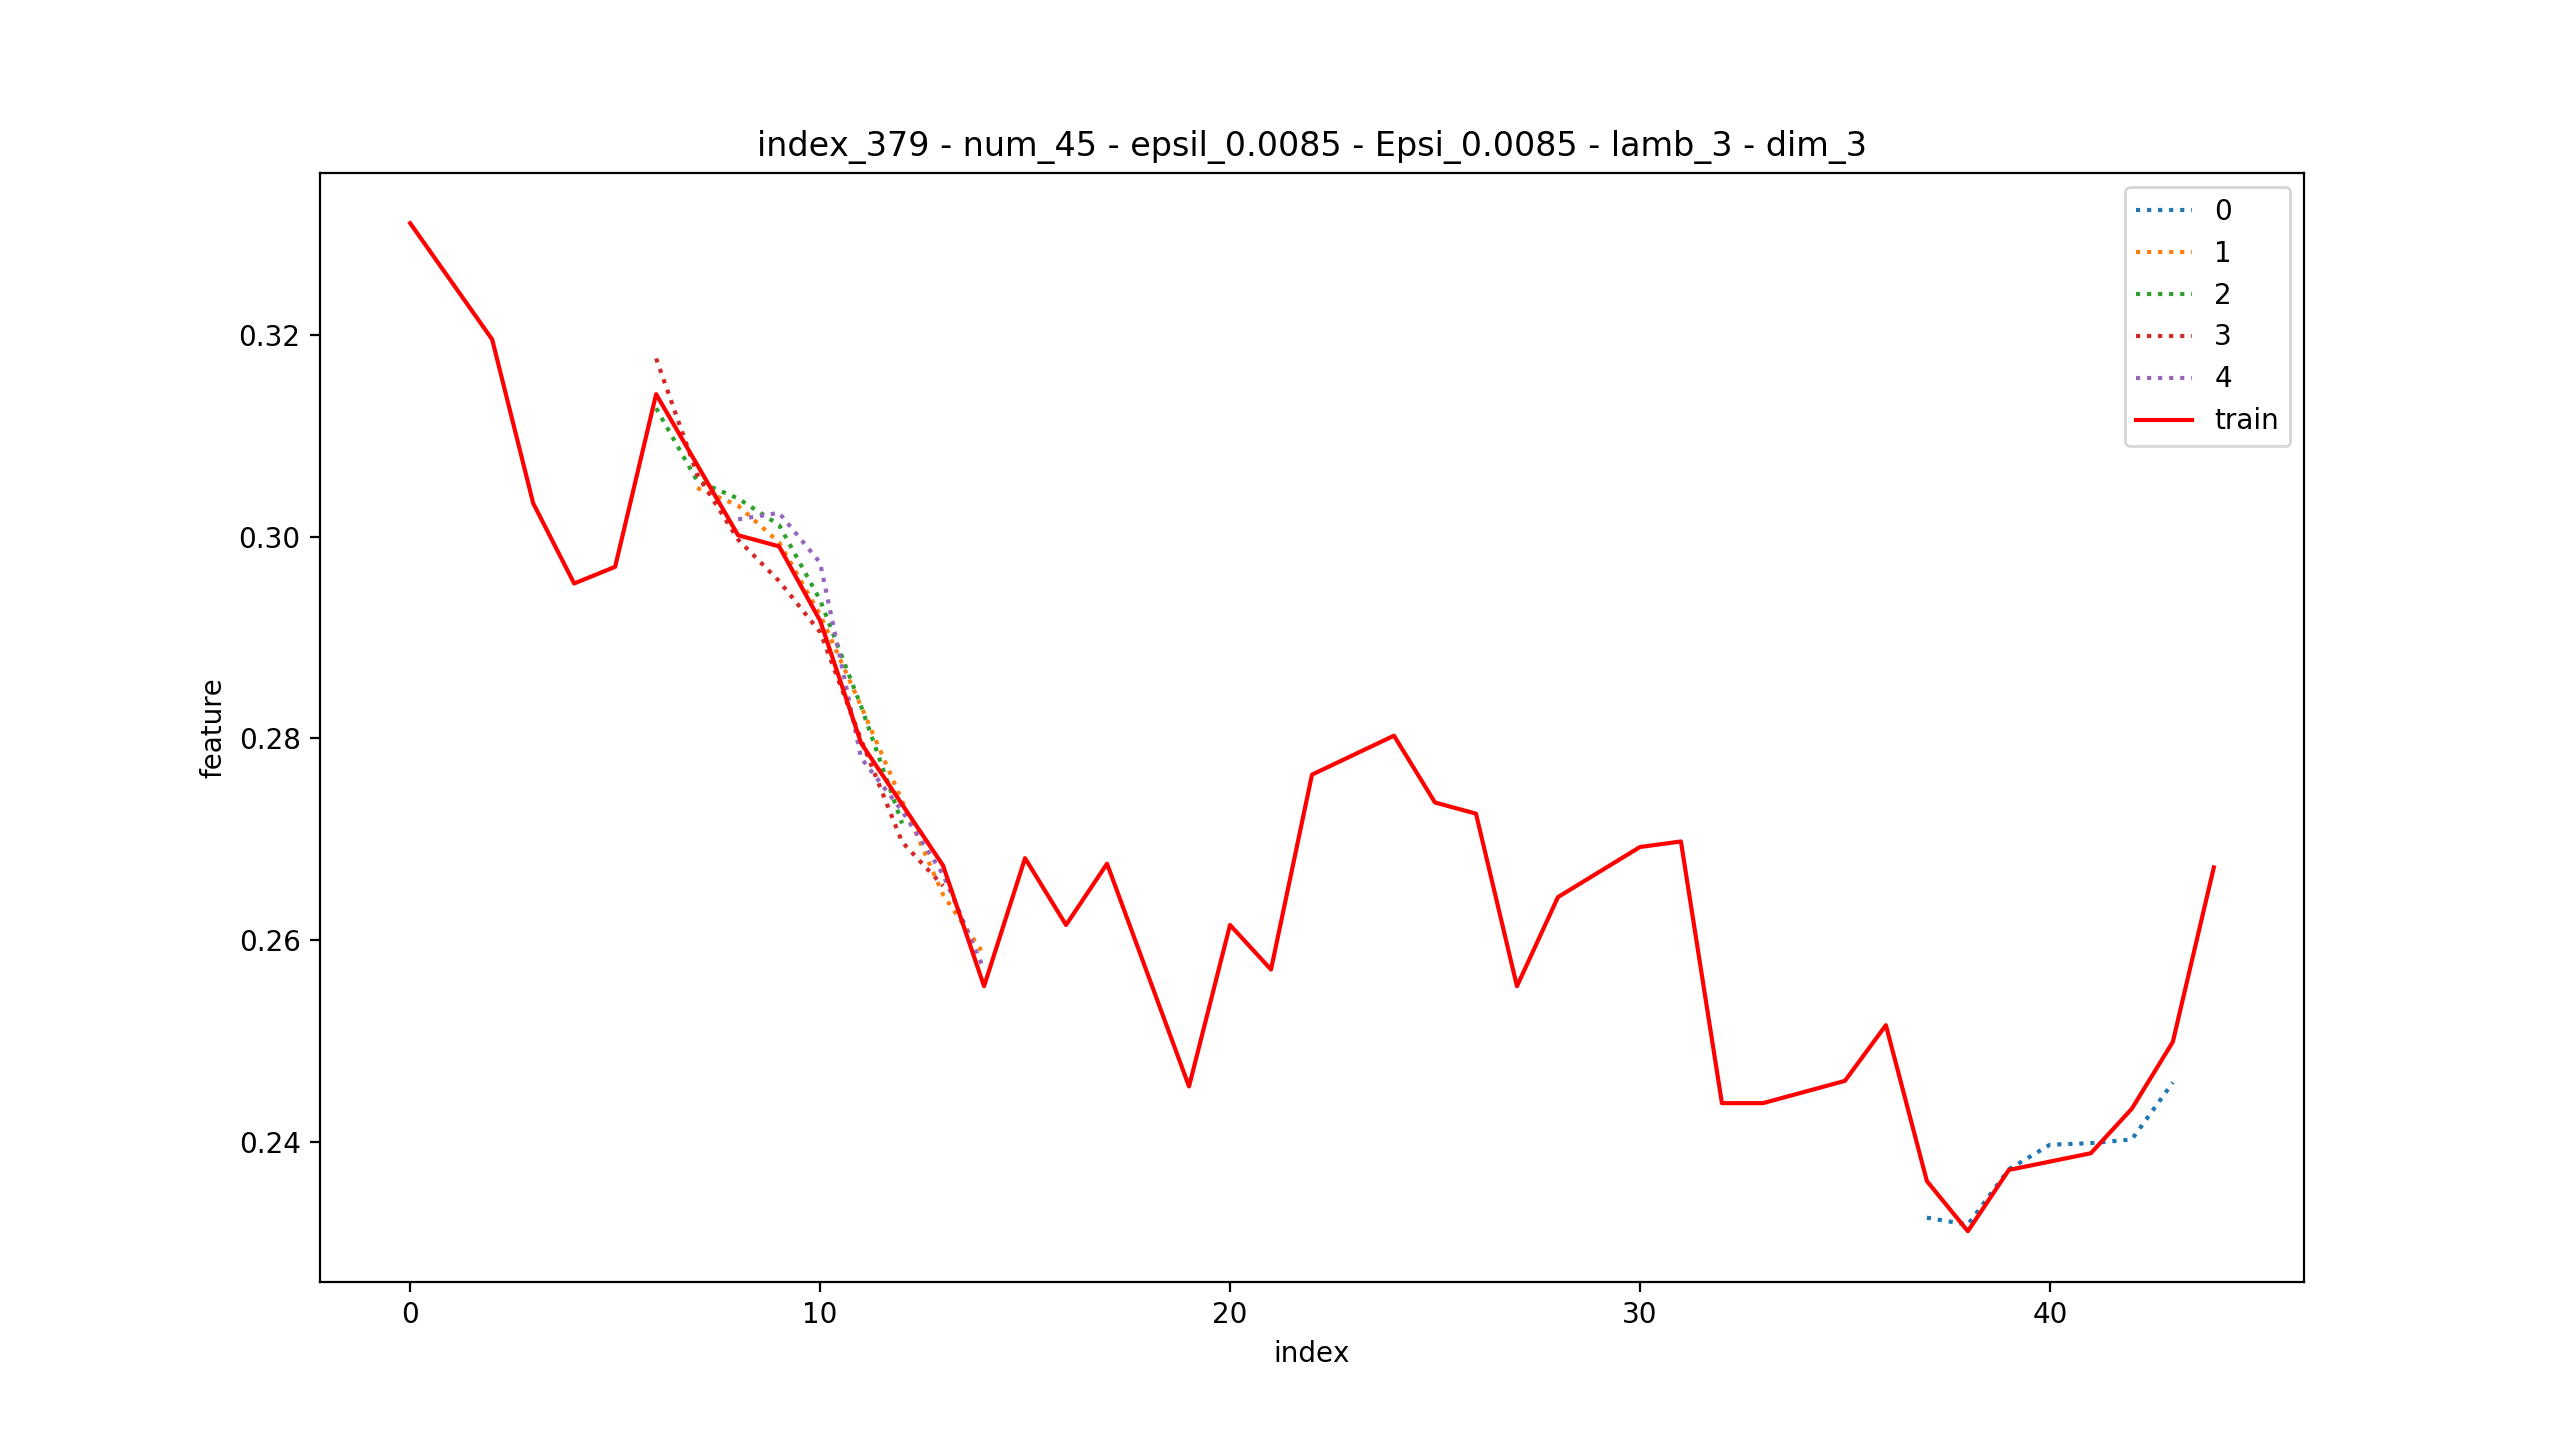 index_379 - num_45 - epsil_0.0085 - Epsi_0.0085 - lamb_3 - dim_3
0
1
2
3
4
train
0.32
0.30
0.28
0.26
0.24
feature
0 10 20 30 40
index